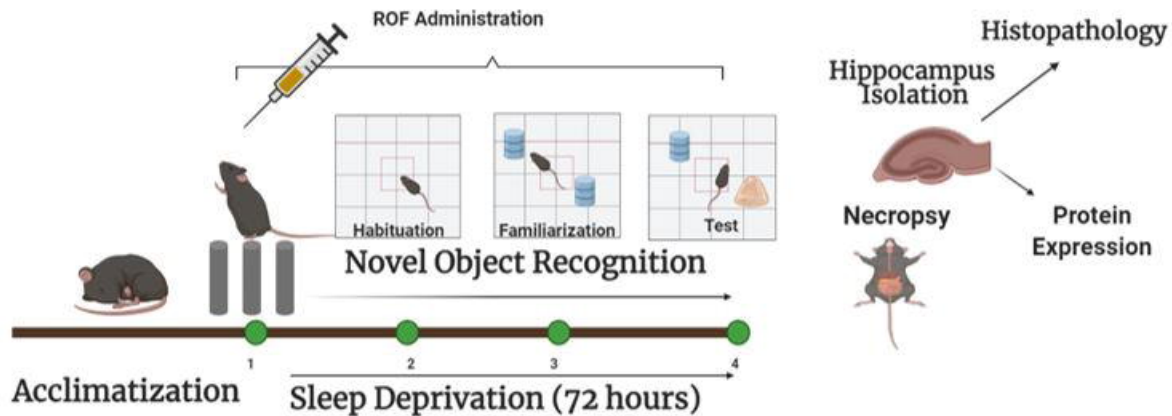 ROF Administration
Histopathology
Hippocampus
Isolation
Habituation
Familiarization
Test
Novel Object Recognition
Necropsy
Protein
Expression
1
2
3
4
Acclimatization
Sleep Deprivation (72 hours)